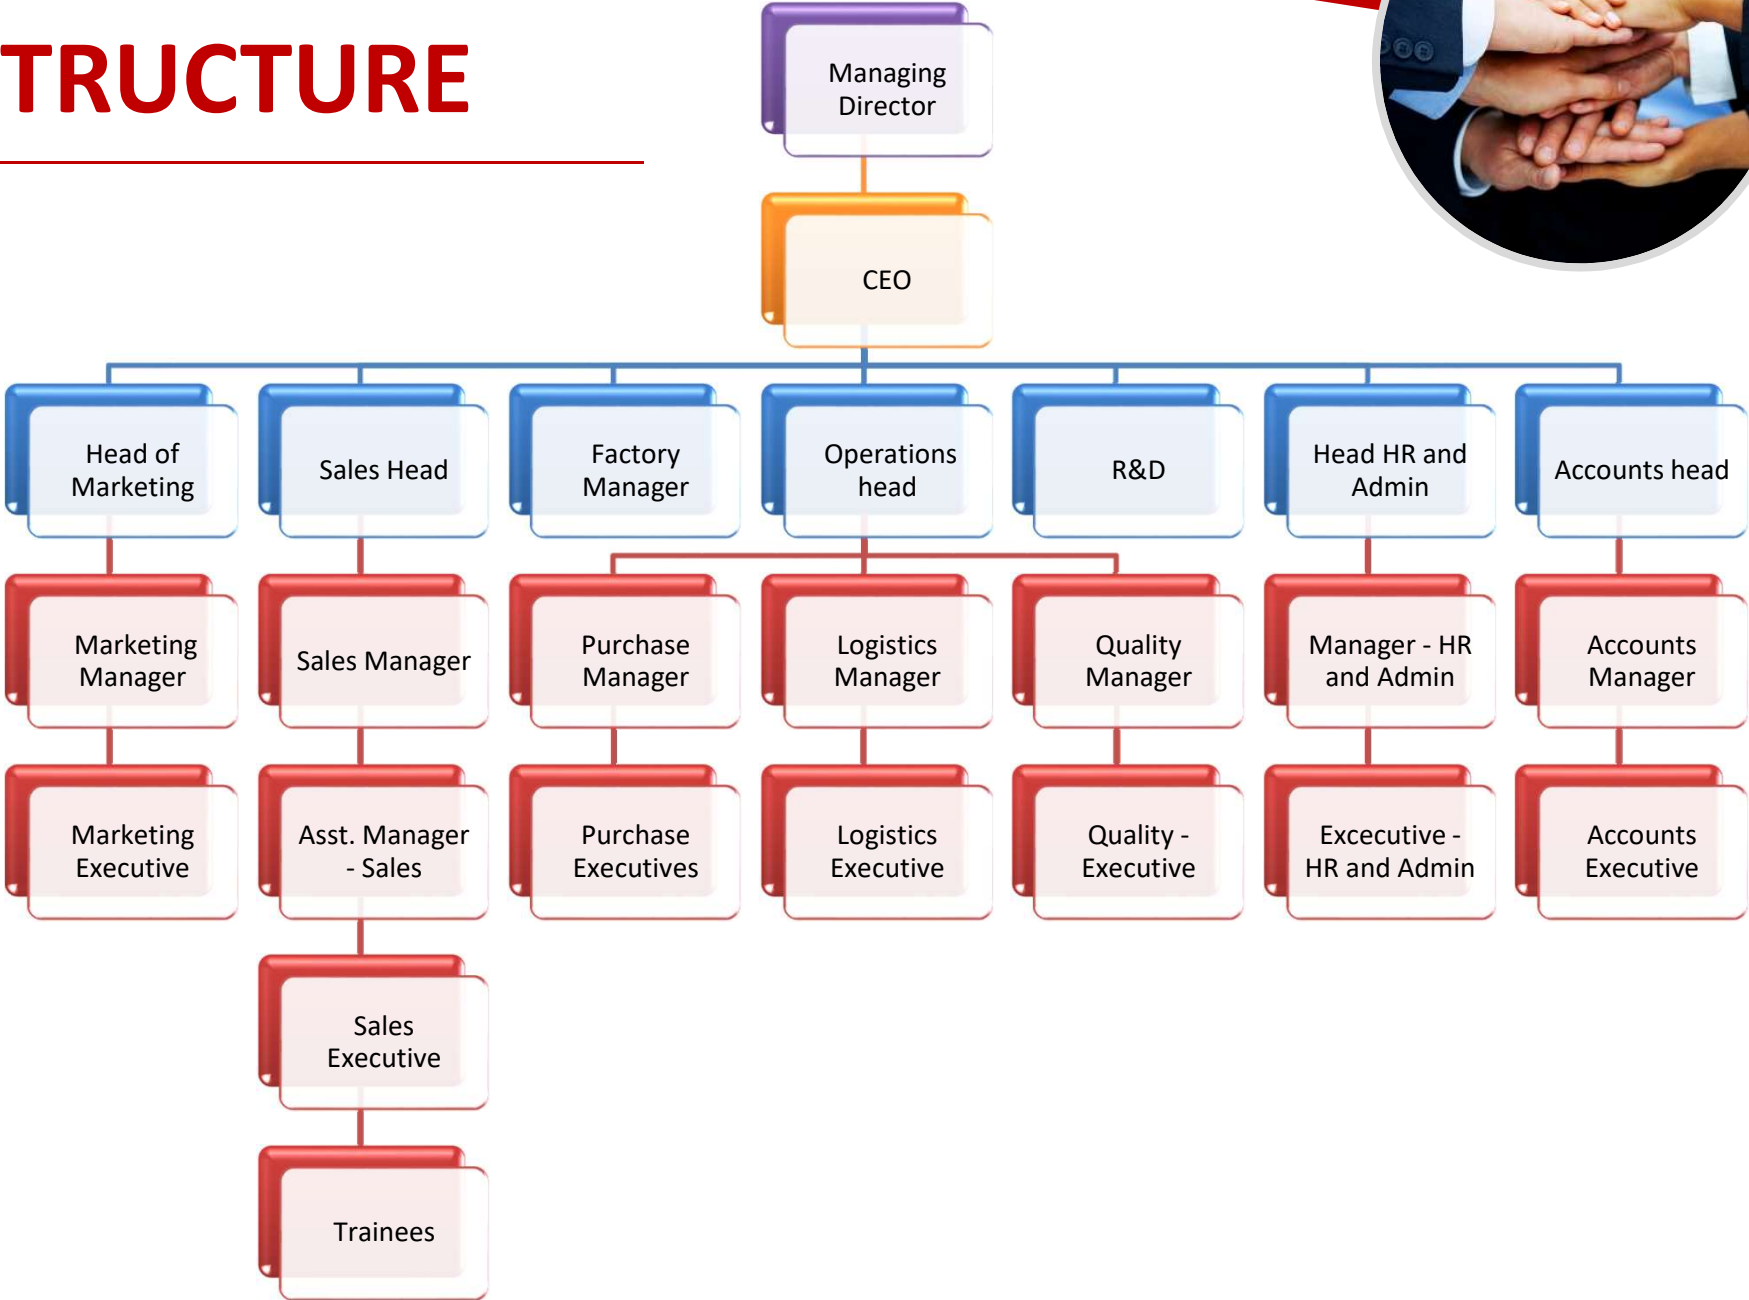 TRUCTURE
Managing
Director
CEO
Head of
Marketing
Sales Head
Factory
Manager
Operations
head
R&D
Head HR and
Admin
Accounts head
Marketing
Manager
Sales Manager
Purchase
Manager
Logistics
Manager
Quality
Manager
Manager - HR
and Admin
Accounts
Manager
Marketing
Executive
Asst. Manager
- Sales
Purchase
Executives
Logistics
Executive
Quality -
Executive
Excecutive -
HR and Admin
Accounts
Executive
Sales
Executive
Trainees